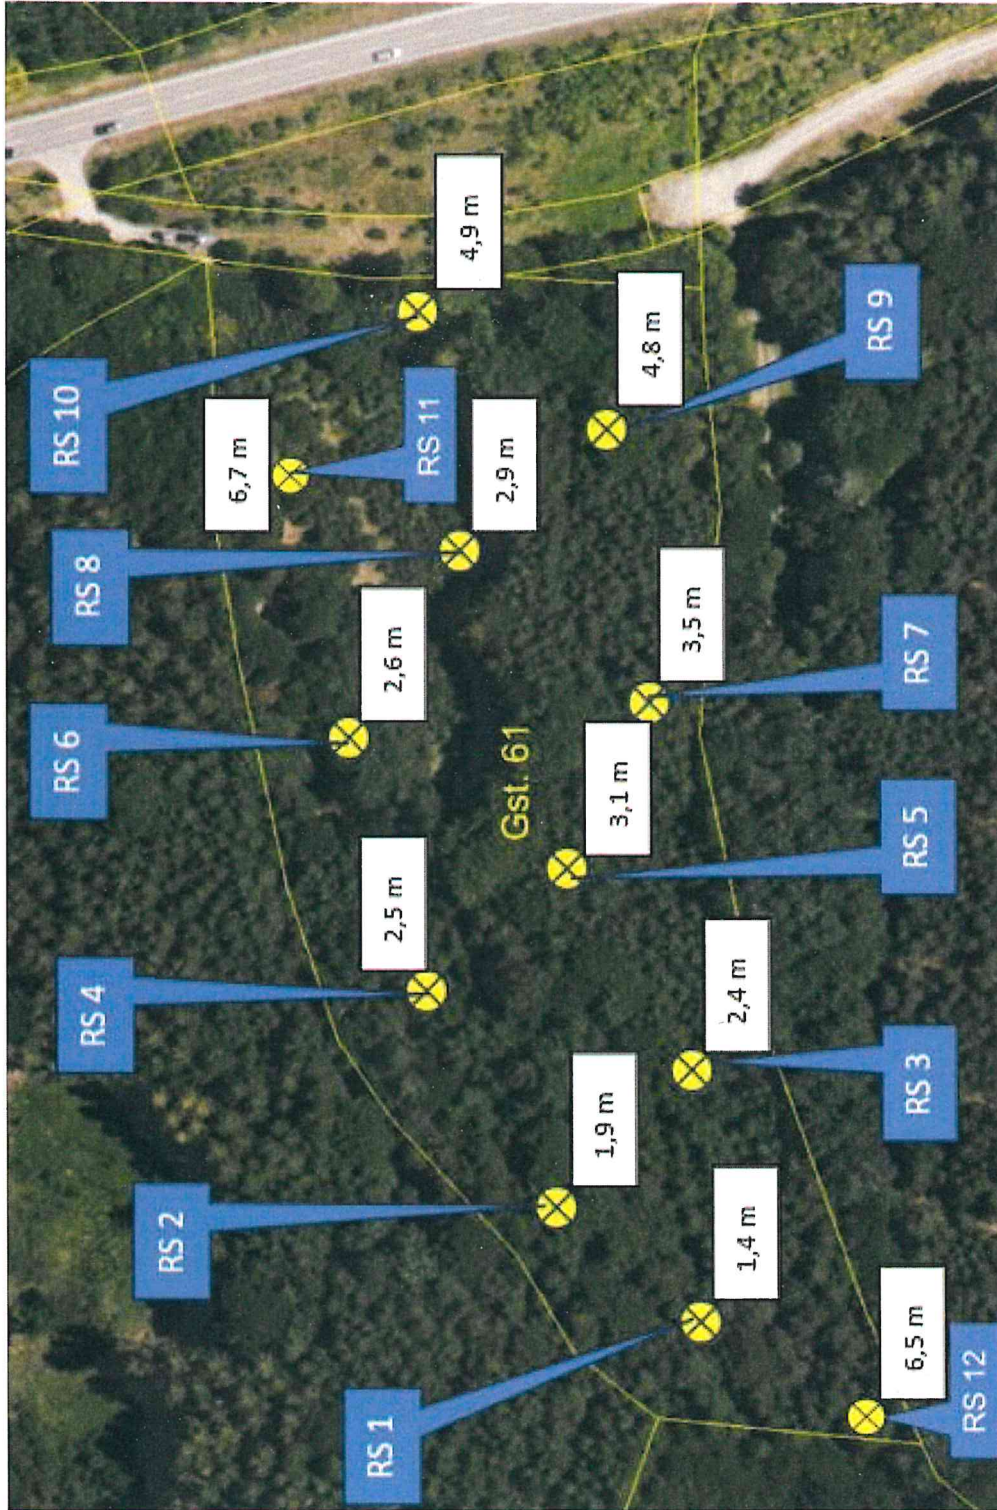 RS 4
RS 6
RS 8
RS 10
RS 2
6,7 m
RS 1
2,5 m
2,6 m
RS 11
4,9 m
Gst. 61
2,9 m
1,9 m
3,1 m
4,8 m
3,5 m
1,4 m
2,4 m
6,5 m
RS 3
RS 5
RS 7
RS 9
RS 12